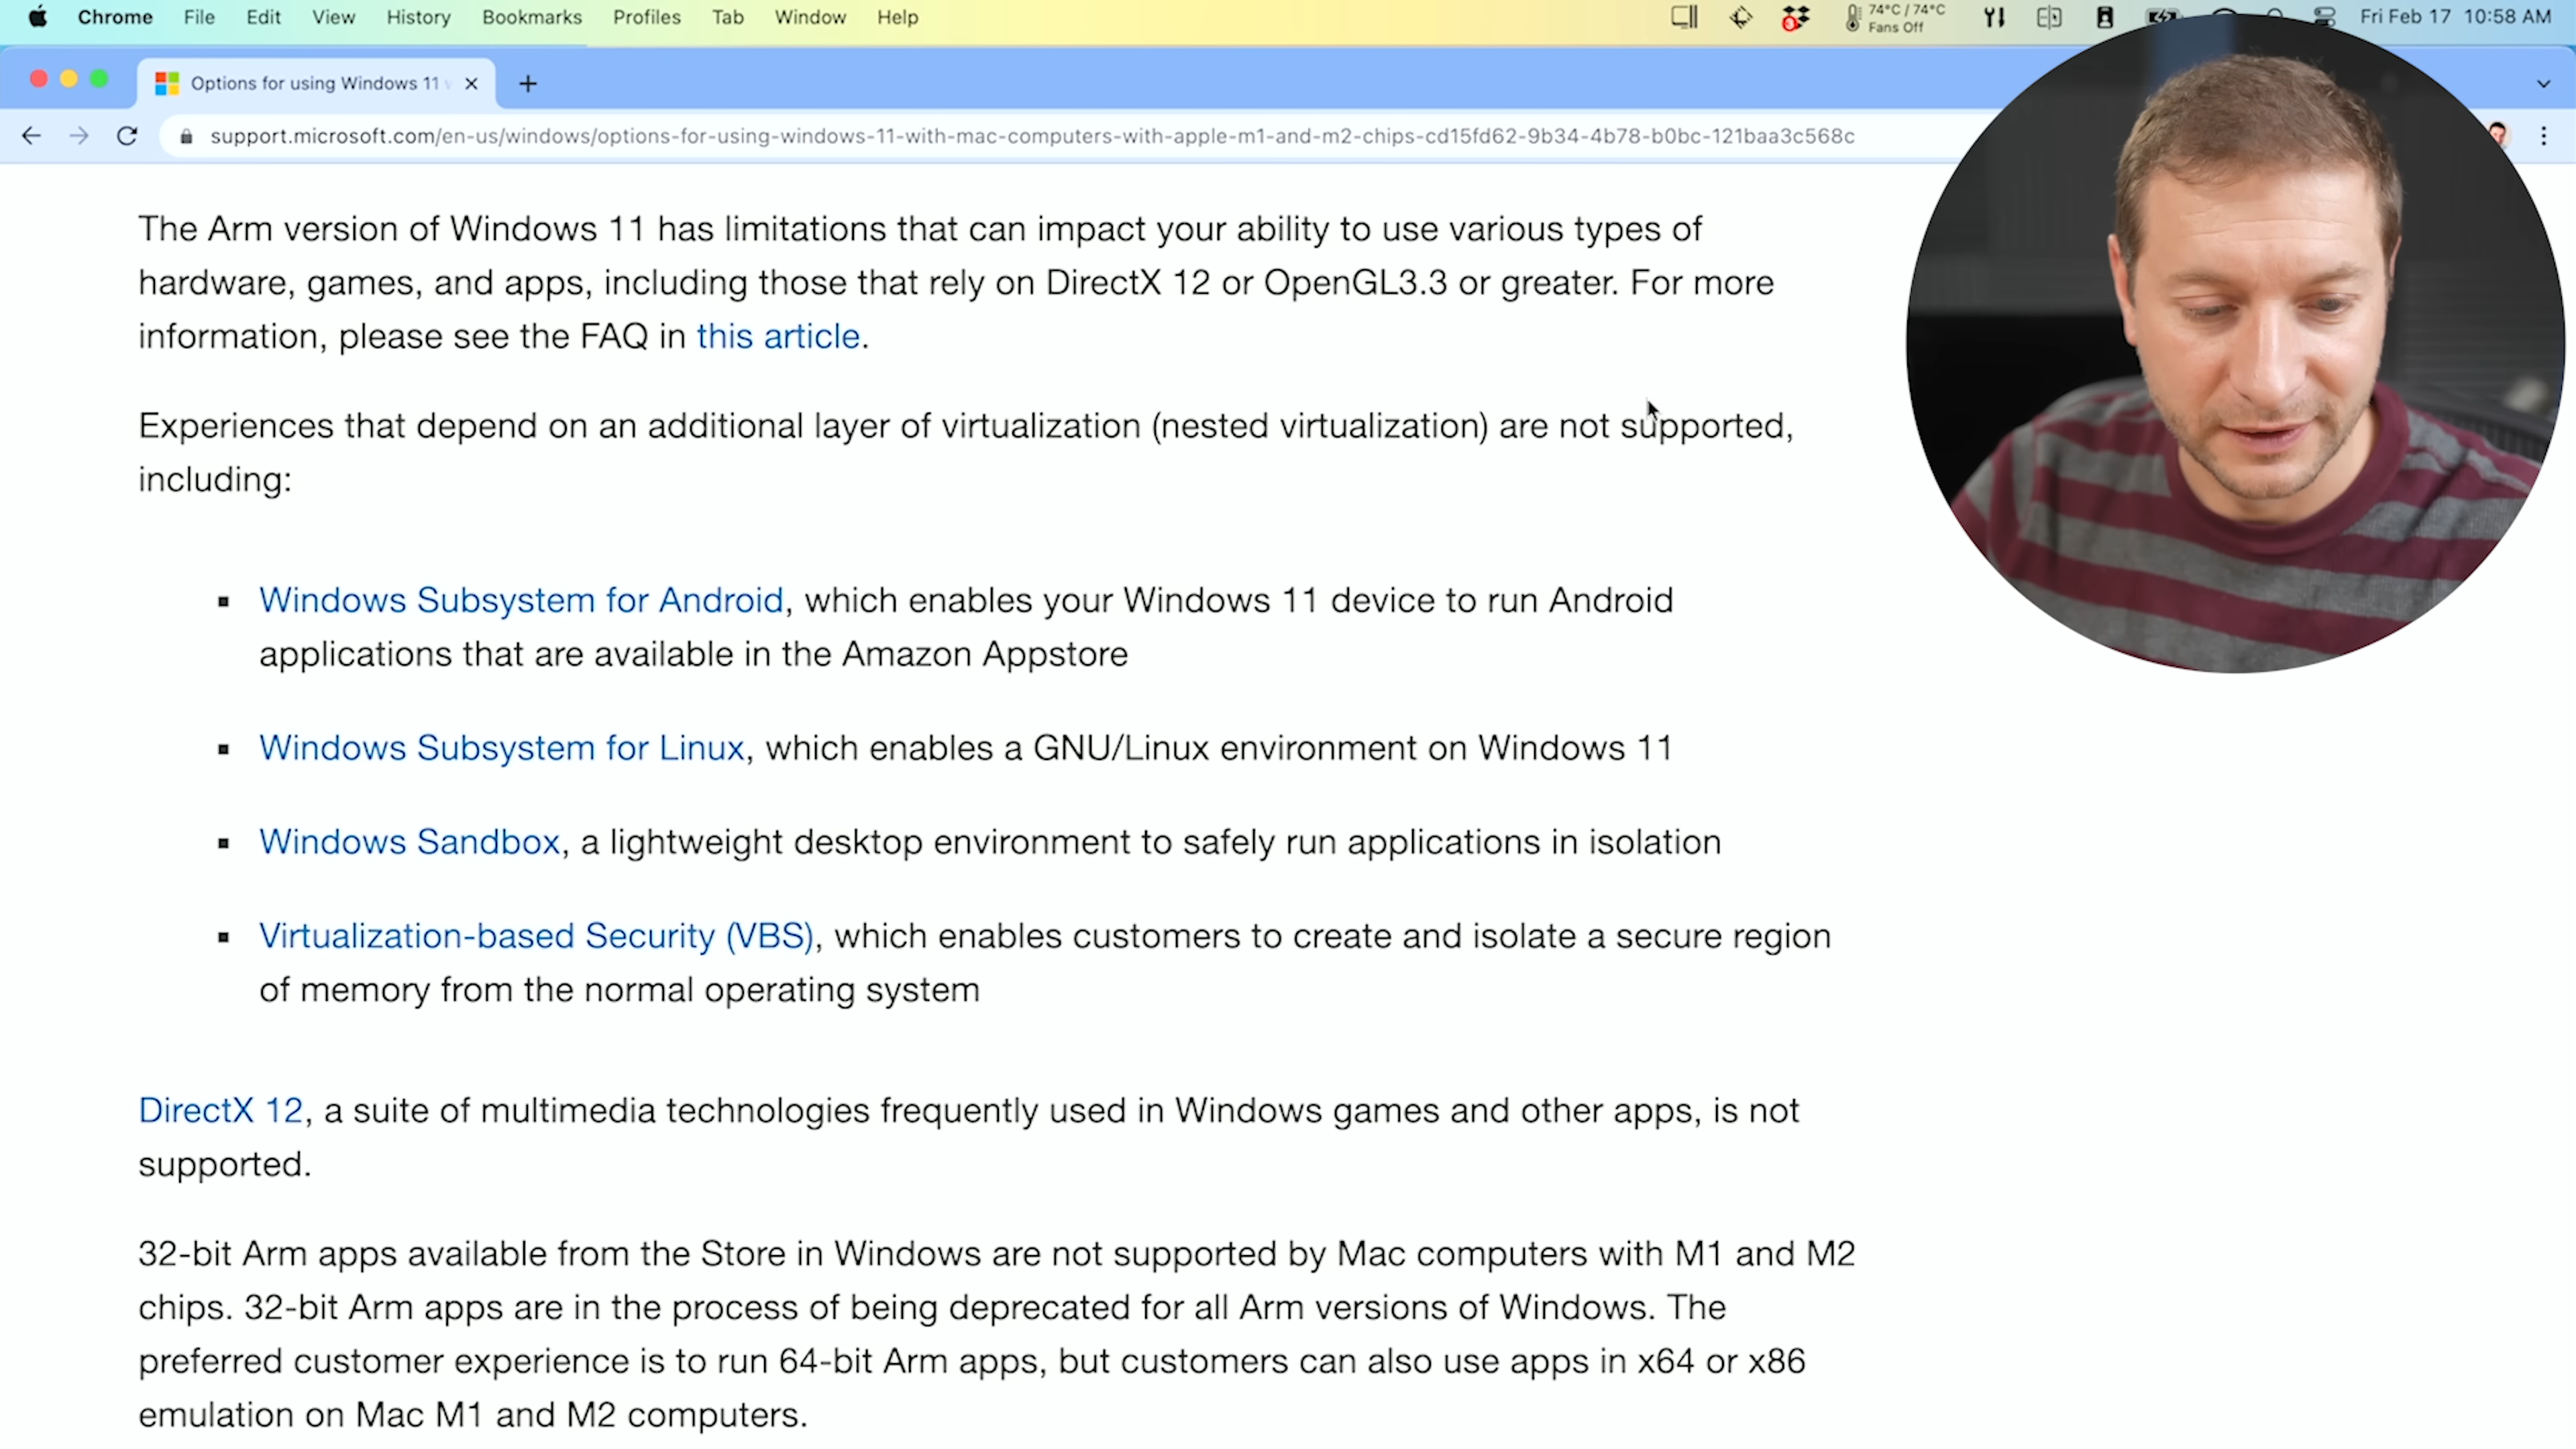 Chrome File Edit View History Bookmarks Profiles Tab Window Help 74°C / 74°C Fri Feb 17 10:58 AM
Fans Off
Options for using Windows 11
support.microsoft.com/en-us/windows/options-for-using-windows-11-with-mac-computers-with-apple-m1-and-m2-chips-cd15fd62-9b34-4b78-b0bc-121baa3c568c
The Arm version of Windows 11 has limitations that can impact your ability to use various types of
hardware, games, and apps, including those that rely on DirectX 12 or OpenGL3.3 or greater. For more
information, please see the FAQ in this article.
Experiences that depend on an additional layer of virtualization (nested virtualization) are not supported,
including:
▪ Windows Subsystem for Android, which enables your Windows 11 device to run Android
applications that are available in the Amazon Appstore
▪ Windows Subsystem for Linux, which enables a GNU/Linux environment on Windows 11
▪ Windows Sandbox, a lightweight desktop environment to safely run applications in isolation
▪ Virtualization-based Security (VBS), which enables customers to create and isolate a secure region
of memory from the normal operating system
DirectX 12, a suite of multimedia technologies frequently used in Windows games and other apps, is not
supported.
32-bit Arm apps available from the Store in Windows are not supported by Mac computers with M1 and M2
chips. 32-bit Arm apps are in the process of being deprecated for all Arm versions of Windows. The
preferred customer experience is to run 64-bit Arm apps, but customers can also use apps in x64 or x86
emulation on Mac M1 and M2 computers.